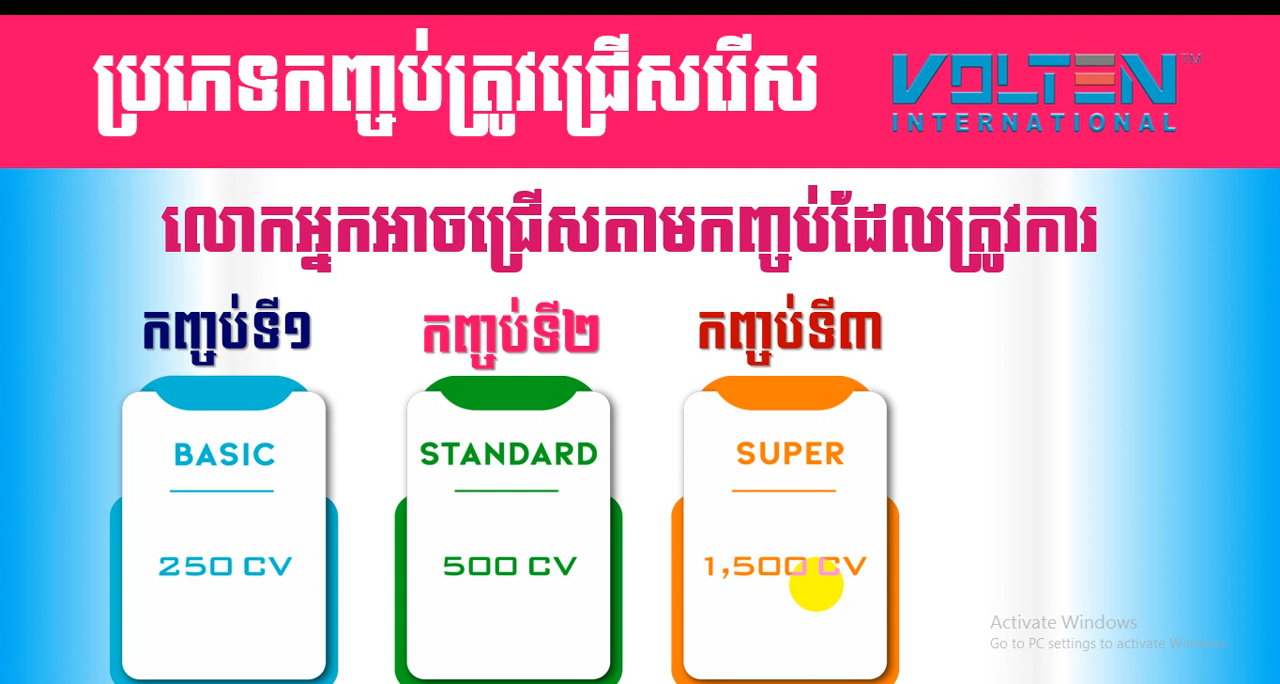 ប្រភេទកញ្ចប់ត្រូវជ្រើសរើស
VOLTEN™
INTERNATIONAL
លោកអ្នកអាចជ្រើសតាមកញ្ចប់ដែលត្រូវការ
កញ្ចប់ទី១
កញ្ចប់ទី២
កញ្ចប់ទី៣
BASIC
STANDARD
SUPER
250 CV
500 CV
1,500 CV
Activate Windows
Go to PC settings to activate Windows.